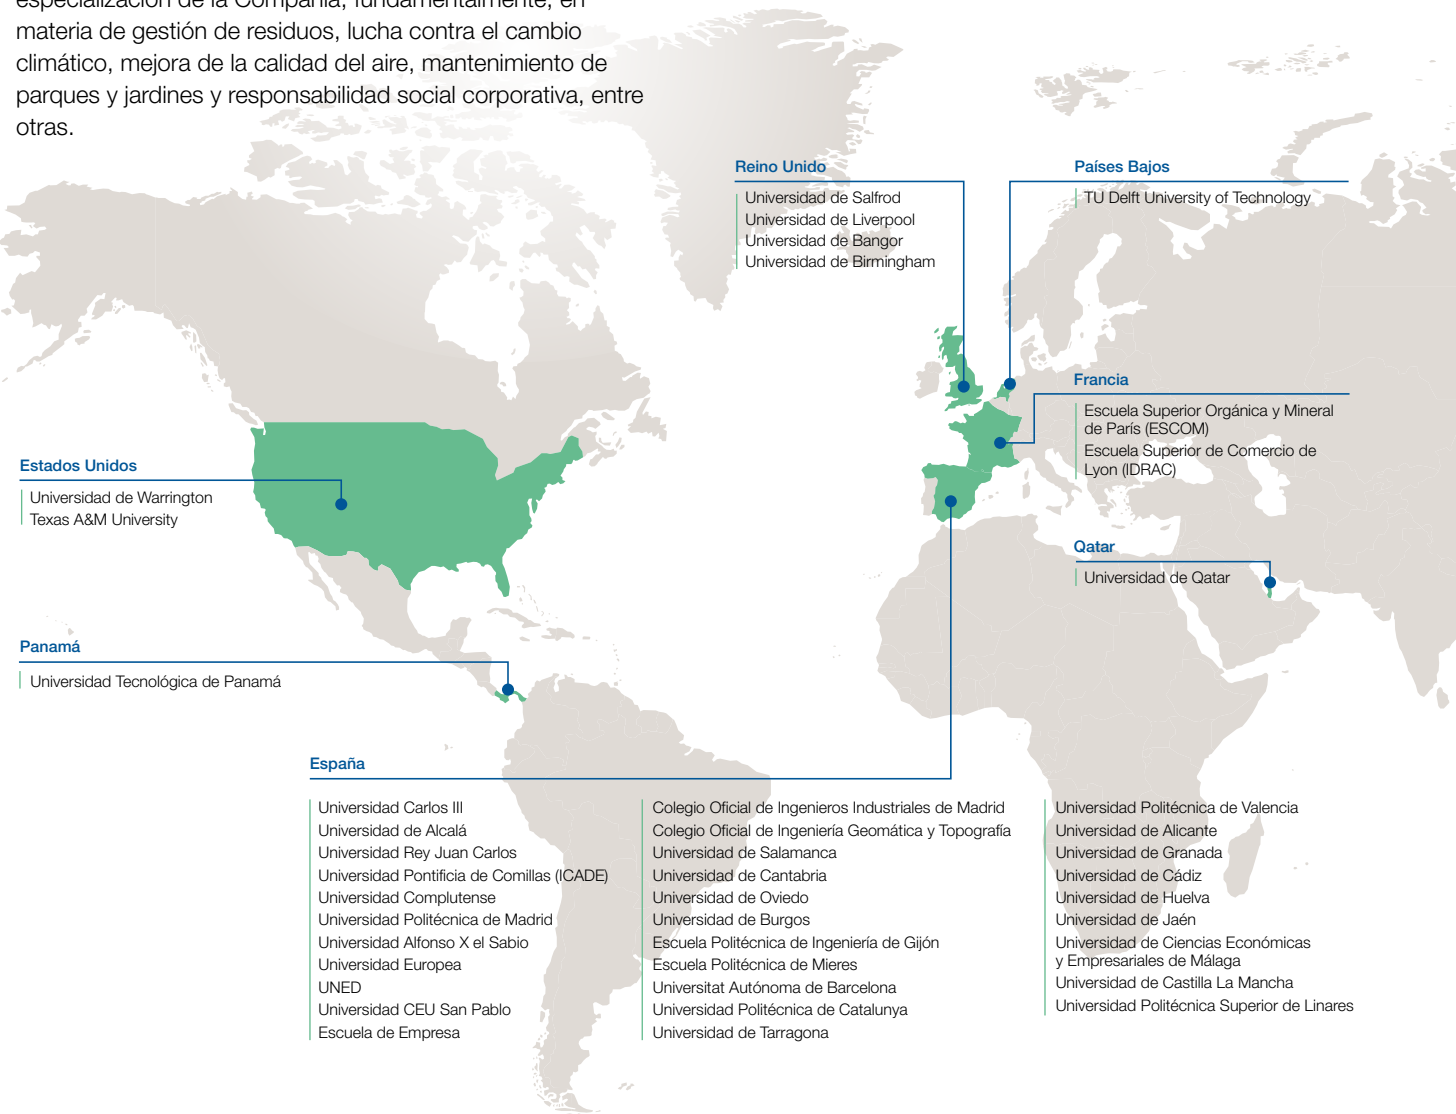 especialización de la Compañía, fundamentalmente, en
materia de gestión de residuos, lucha contra el cambio
climático, mejora de la calidad del aire, mantenimiento de
parques y jardines y responsabilidad social corporativa, entre
otras.
Reino Unido
Universidad de Salfrod
Universidad de Liverpool
Universidad de Bangor
Universidad de Birmingham
Países Bajos
TU Delft University of Technology
Francia
Escuela Superior Orgánica y Mineral
de París (ESCOM)
Escuela Superior de Comercio de
Lyon (IDRAC)
Estados Unidos
Universidad de Warrington
Texas A&M University
Qatar
Universidad de Qatar
Panamá
Universidad Tecnológica de Panamá
España
Universidad Carlos III
Universidad de Alcalá
Universidad Rey Juan Carlos
Universidad Pontificia de Comillas (ICADE)
Universidad Complutense
Universidad Politécnica de Madrid
Universidad Alfonso X el Sabio
Universidad Europea
UNED
Universidad CEU San Pablo
Escuela de Empresa
Colegio Oficial de Ingenieros Industriales de Madrid
Colegio Oficial de Ingeniería Geomática y Topografía
Universidad de Salamanca
Universidad de Cantabria
Universidad de Oviedo
Universidad de Burgos
Escuela Politécnica de Ingeniería de Gijón
Escuela Politécnica de Mieres
Universitat Autónoma de Barcelona
Universidad Politécnica de Catalunya
Universidad de Tarragona
Universidad Politécnica de Valencia
Universidad de Alicante
Universidad de Granada
Universidad de Cádiz
Universidad de Huelva
Universidad de Jaén
Universidad de Ciencias Económicas
y Empresariales de Málaga
Universidad de Castilla La Mancha
Universidad Politécnica Superior de Linares